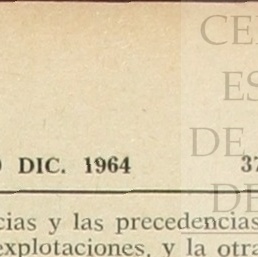 CE
ES
DE
DIC. 1964 37
DE
cias y las precedencias
explotaciones, y la otra